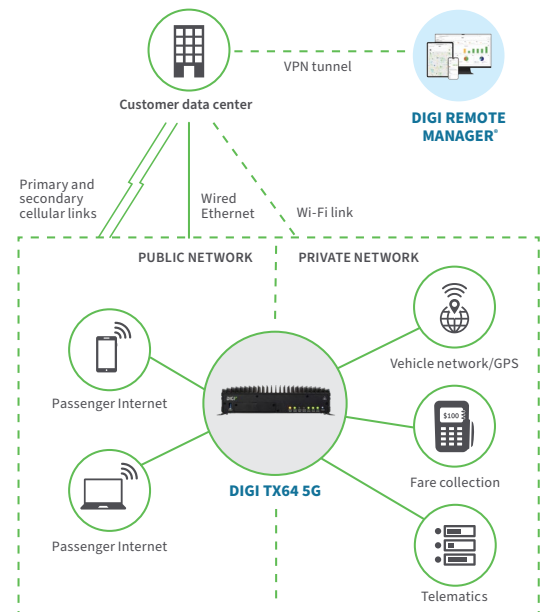 VPN tunnel
Customer data center
DIGI REMOTE
MANAGER®
Primary and
secondary
cellular links
Wired
Ethernet
Wi-Fi link
PUBLIC NETWORK
PRIVATE NETWORK
Vehicle network/GPS
Passenger Internet
DIGI
$100
DIGI TX64 5G
Fare collection
Passenger Internet
Telematics